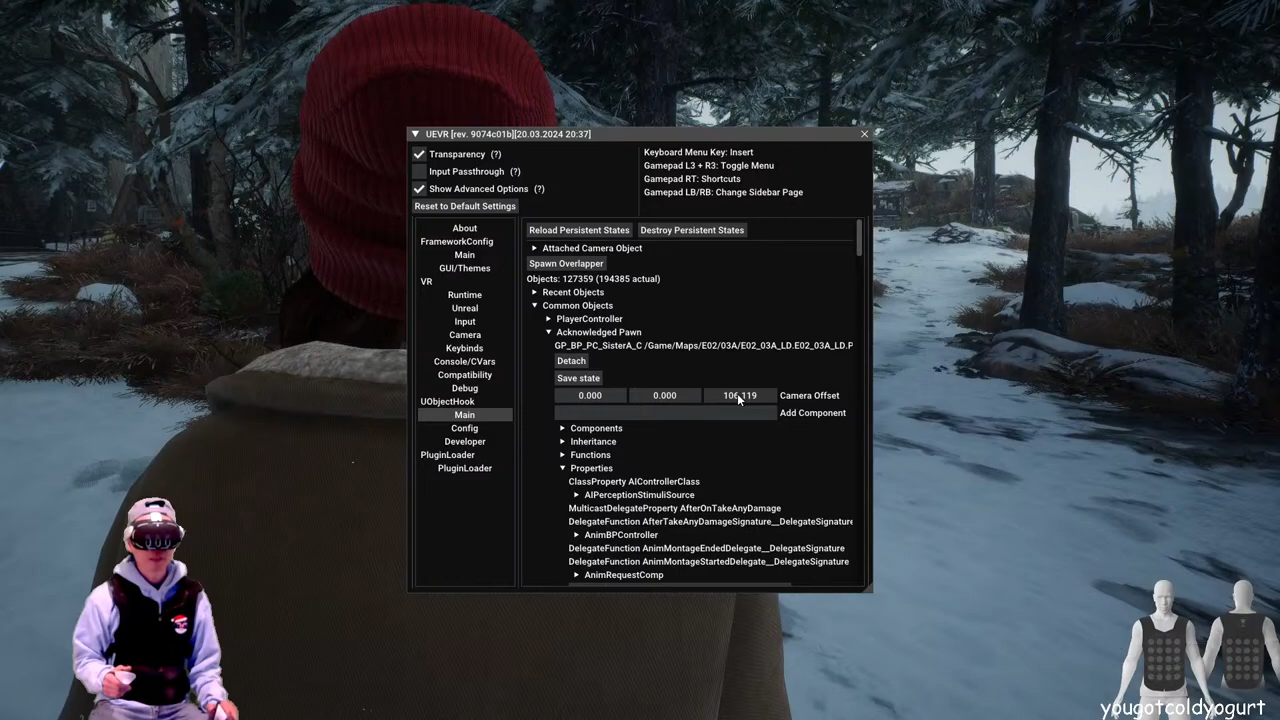 UEVR [rev. 9074c01b][20.03.2024 20:37]
Transparency (?)
Input Passthrough (?)
Show Advanced Options (?)
Reset to Default Settings
Keyboard Menu Key: Insert
Gamepad L3 + R3: Toggle Menu
Gamepad RT: Shortcuts
Gamepad LB/RB: Change Sidebar Page
About
FrameworkConfig
Main
GUI/Themes
VR
Runtime
Unreal
Input
Camera
Keybinds
Console/CVars
Compatibility
Debug
UObjectHook
Main
Config
Developer
PluginLoader
PluginLoader
Reload Persistent States Destroy Persistent States
Attached Camera Object
Spawn Overlapper
Objects: 127359 (194385 actual)
Recent Objects
Common Objects
PlayerController
Acknowledged Pawn
GP_BP_PC_SisterA_C /Game/Maps/E02/03A/E02_03A_LD.E02_03A_LD.P
Detach
Save state
0.000 0.000 Camera Offset
Add Component
Components
Inheritance
Functions
Properties
ClassProperty AIControllerClass
AIPerceptionStimuliSource
MulticastDelegateProperty AfterOnTakeAnyDamage
DelegateFunction AfterTakeAnyDamageSignature__DelegateSignature
AnimBPController
DelegateFunction AnimMontageEndedDelegate__DelegateSignature
DelegateFunction AnimMontageStartedDelegate__DelegateSignature
AnimRequestComp
yougotcoldyogurt